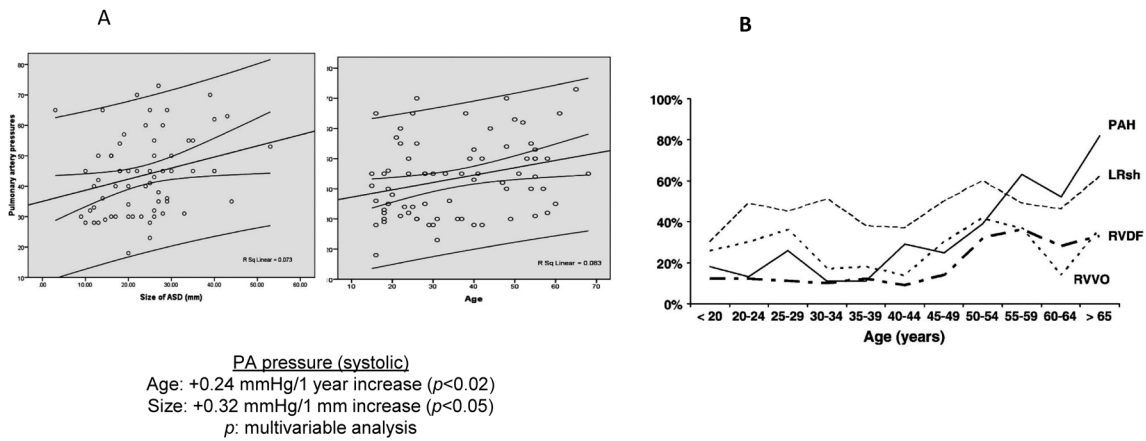 A
B
Pulmonary artery pressures
80
70
60
50
40
30
20
10
R Sq Linear = 0.073
.00 10.00 20.00 30.00 40.00 50.00 60.00
Size of ASD (mm)
R Sq Linear = 0.083
10 20 30 40 50 60 70
Age
100%
80%
60%
40%
20%
0%
PAH
LRsh
RVDF
RVVO
< 20 20-24 25-29 30-34 35-39 40-44 45-49 50-54 55-59 60-64 > 65
Age (years)
PA pressure (systolic)
Age: +0.24 mmHg/1 year increase (p<0.02)
Size: +0.32 mmHg/1 mm increase (p<0.05)
p: multivariable analysis